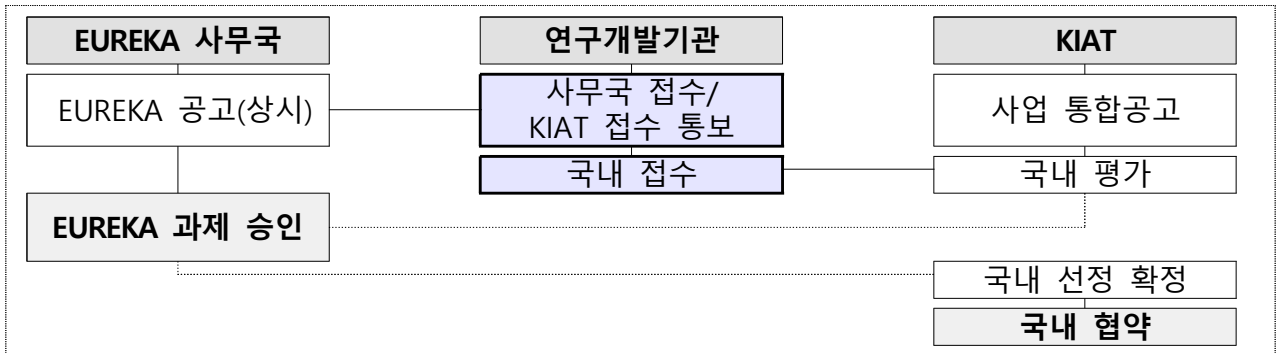 EUREKA 사무국
연구개발기관
KIAT
EUREKA 공고(상시)
사무국 접수/
KIAT 접수 통보
사업 통합공고
국내 접수
국내 평가
EUREKA 과제 승인
국내 선정 확정
국내 협약